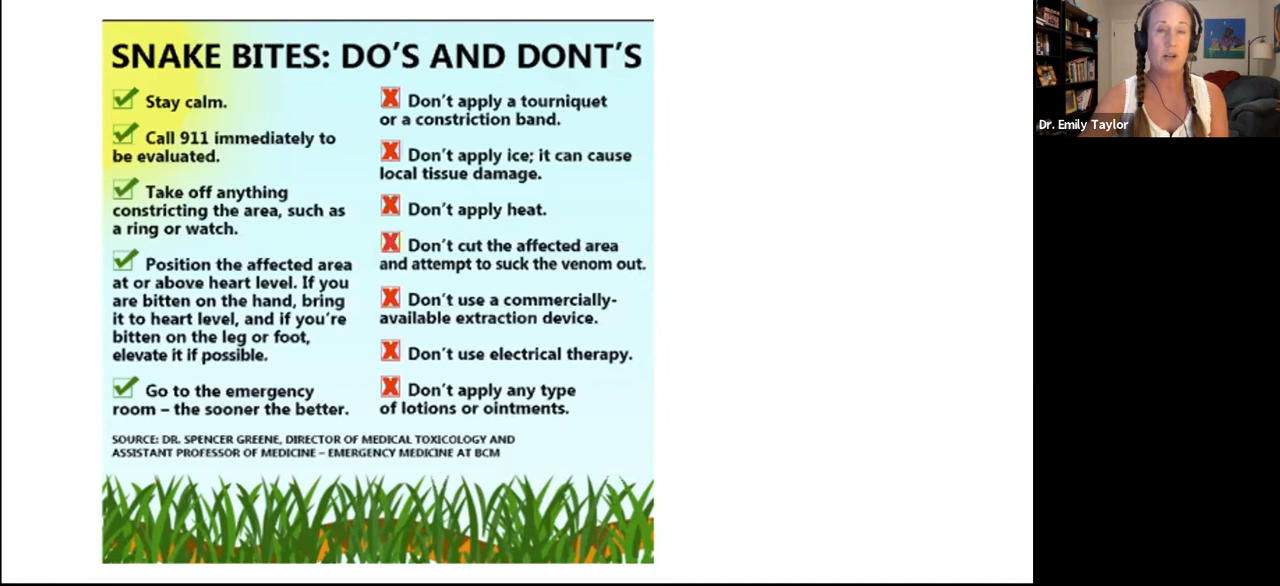 SNAKE BITES: DO'S AND DONT'S
Stay calm.
Call 911 immediately to
be evaluated.
Take off anything
constricting the area, such as
a ring or watch.
Position the affected area
at or above heart level. If you
are bitten on the hand, bring
it to heart level, and if you're
bitten on the leg or foot,
elevate it if possible.
Go to the emergency
room – the sooner the better.
Don't apply a tourniquet
or a constriction band.
Don't apply ice; it can cause
local tissue damage.
Don't apply heat.
Don't cut the affected area
and attempt to suck the venom out.
Don't use a commercially-
available extraction device.
Don't use electrical therapy.
Don't apply any type
of lotions or ointments.
SOURCE: DR. SPENCER GREENE, DIRECTOR OF MEDICAL TOXICOLOGY AND
ASSISTANT PROFESSOR OF MEDICINE – EMERGENCY MEDICINE AT BCM
Dr. Emily Taylor